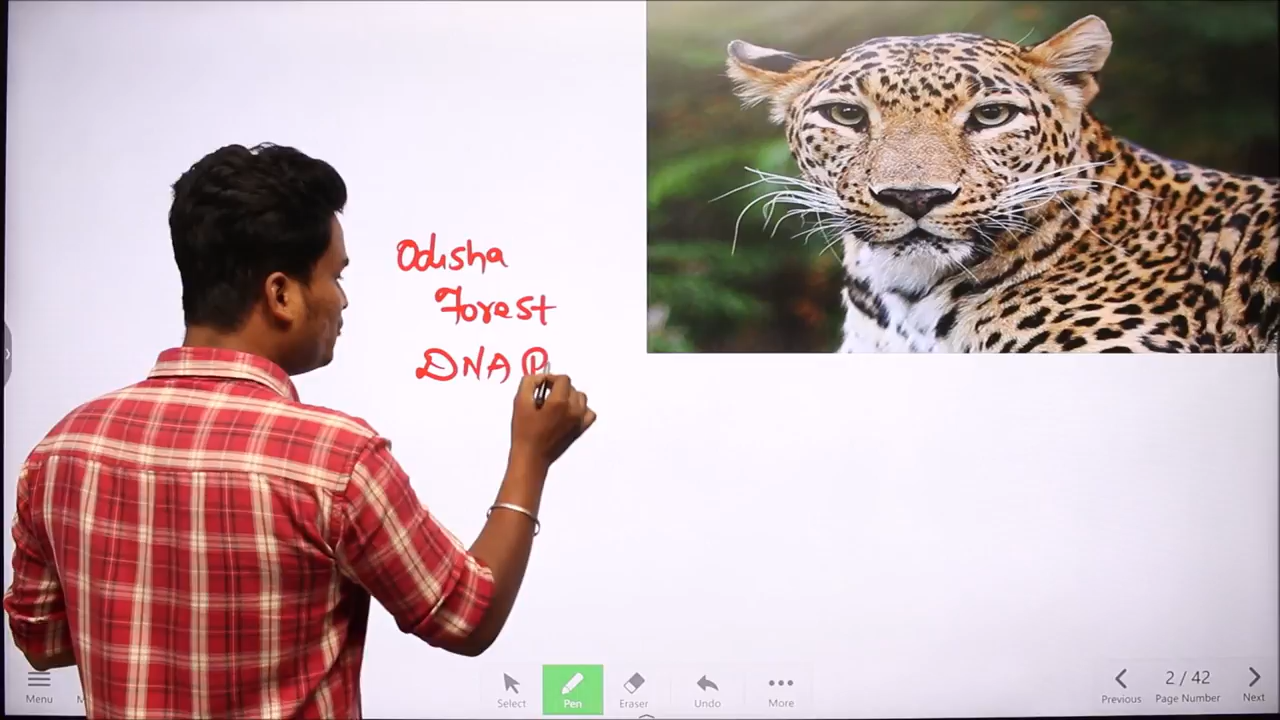 Odisha
Forest
DNA P
Menu
Select
Pen
Eraser
Undo
More
Previous
2 / 42
Page Number
Next